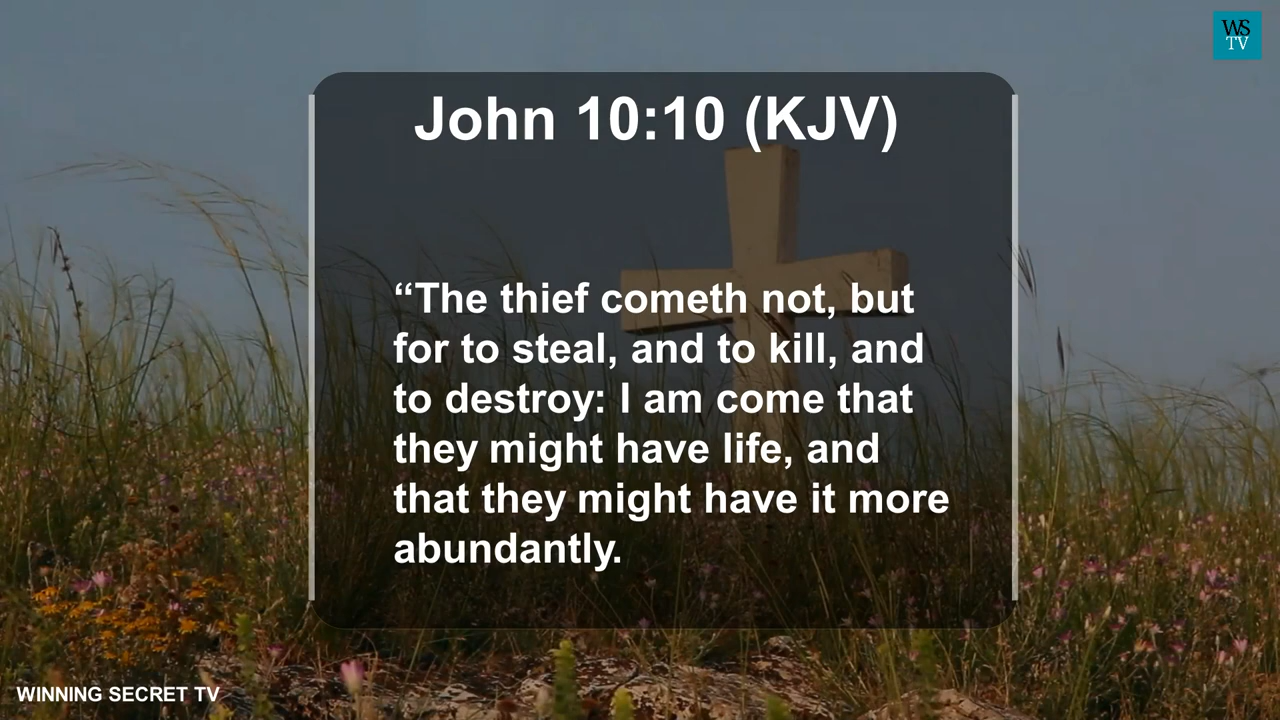 WS
TV
John 10:10 (KJV)
“The thief cometh not, but
for to steal, and to kill, and
to destroy: I am come that
they might have life, and
that they might have it more
abundantly.
WINNING SECRET TV